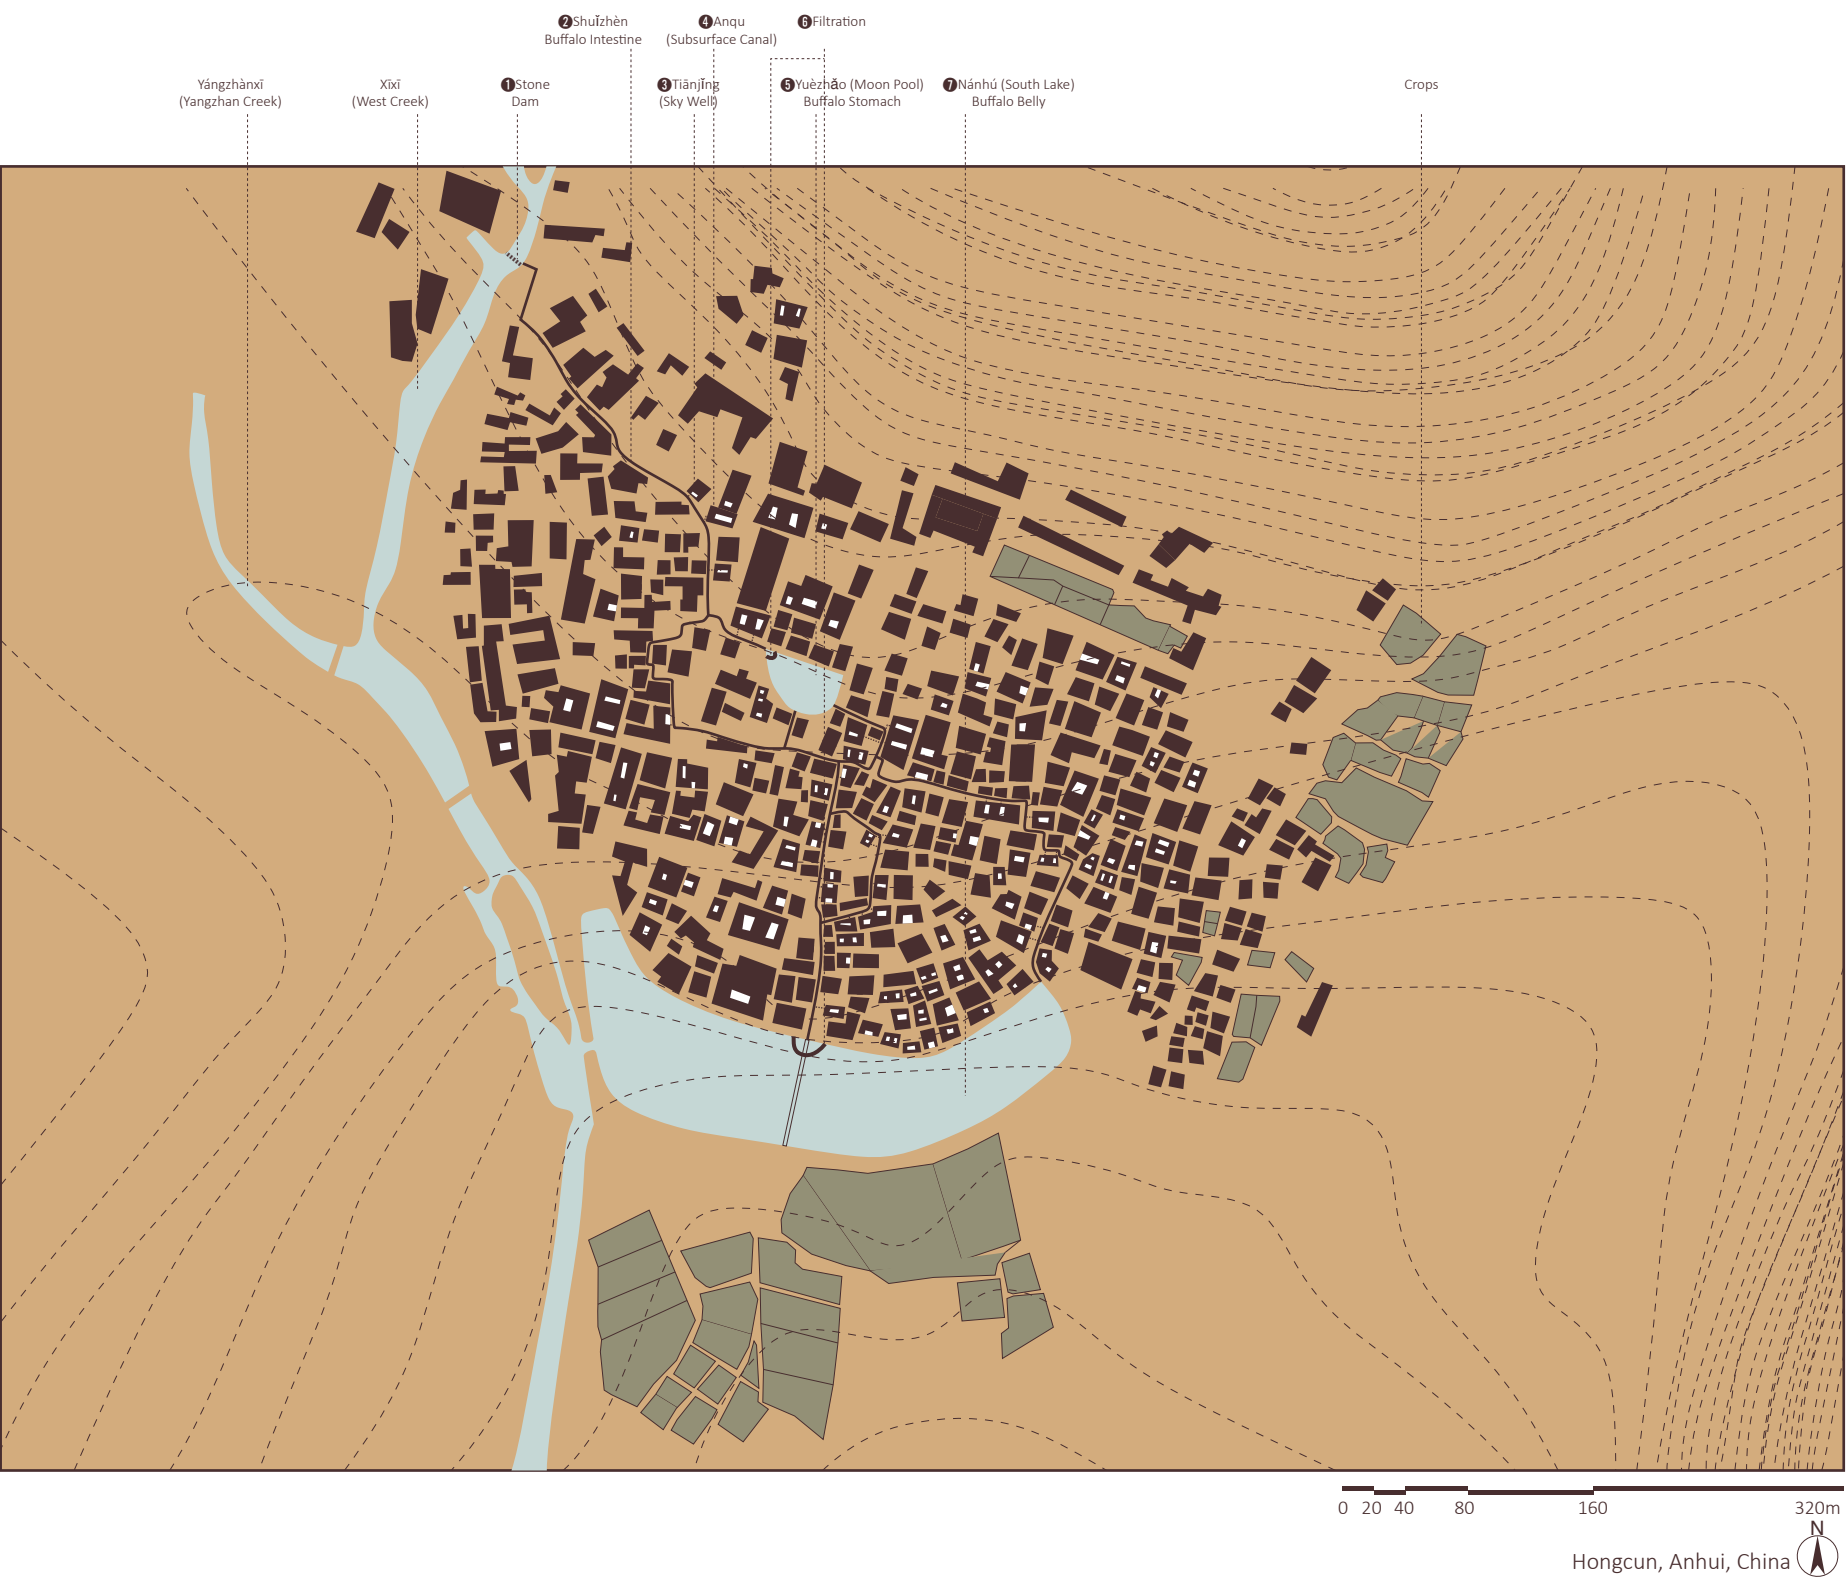 ❷Shuǐzhèn
Buffalo Intestine
❹Anqu
(Subsurface Canal)
❻Filtration
Yángzhànxī
(Yangzhan Creek)
Xīxī
(West Creek)
❶Stone
Dam
❸Tiānjǐng
(Sky Well)
❺Yuèzhǎo (Moon Pool)
Buffalo Stomach
❼Nánhú (South Lake)
Buffalo Belly
Crops
0 20 40 80 160 320m
N
Hongcun, Anhui, China